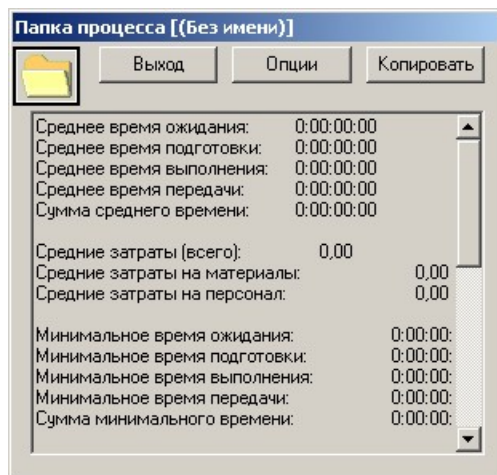 Папка процесса [(Без имени)]
Выход Опции Копировать
Среднее время ожидания: 0:00:00:00
Среднее время подготовки: 0:00:00:00
Среднее время выполнения: 0:00:00:00
Среднее время передачи: 0:00:00:00
Сумма среднего времени: 0:00:00:00
Средние затраты (всего): 0,00
Средние затраты на материалы: 0,00
Средние затраты на персонал: 0,00
Минимальное время ожидания: 0:00:00:
Минимальное время подготовки: 0:00:00:
Минимальное время выполнения: 0:00:00:
Минимальное время передачи: 0:00:00:
Сумма минимального времени: 0:00:00: